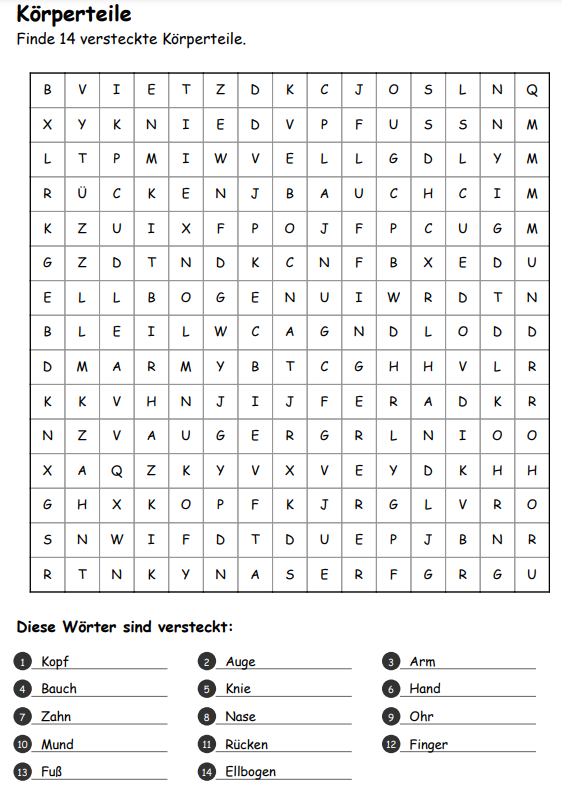 Körperteile
Finde 14 versteckte Körperteile.
B V I E T Z D K C J O S L N Q
X Y K N I E D V P F U S S N M
L T P M I W V E L L G D L Y M
R Ü C K E N J B A U C H C I M
K Z U I X F P O J F P C U G M
G Z D T N D K C N F B X E D U
E L L B O G E N U I W R D T N
B L E I L W C A G N D L O D D
D M A R M Y B T C G H H V L R
K K V H N J I J F E R A D K R
N Z V A U G E R G R L N I O O
X A Q Z K Y V X V E Y D K H H
G H X K O P F K J R G L V R O
S N W I F D T D U E P J B N R
R T N K Y N A S E R F G R G U
Diese Wörter sind versteckt:
1 Kopf 2 Auge 3 Arm
4 Bauch 5 Knie 6 Hand
7 Zahn 8 Nase 9 Ohr
10 Mund 11 Rücken 12 Finger
13 Fuß 14 Ellbogen